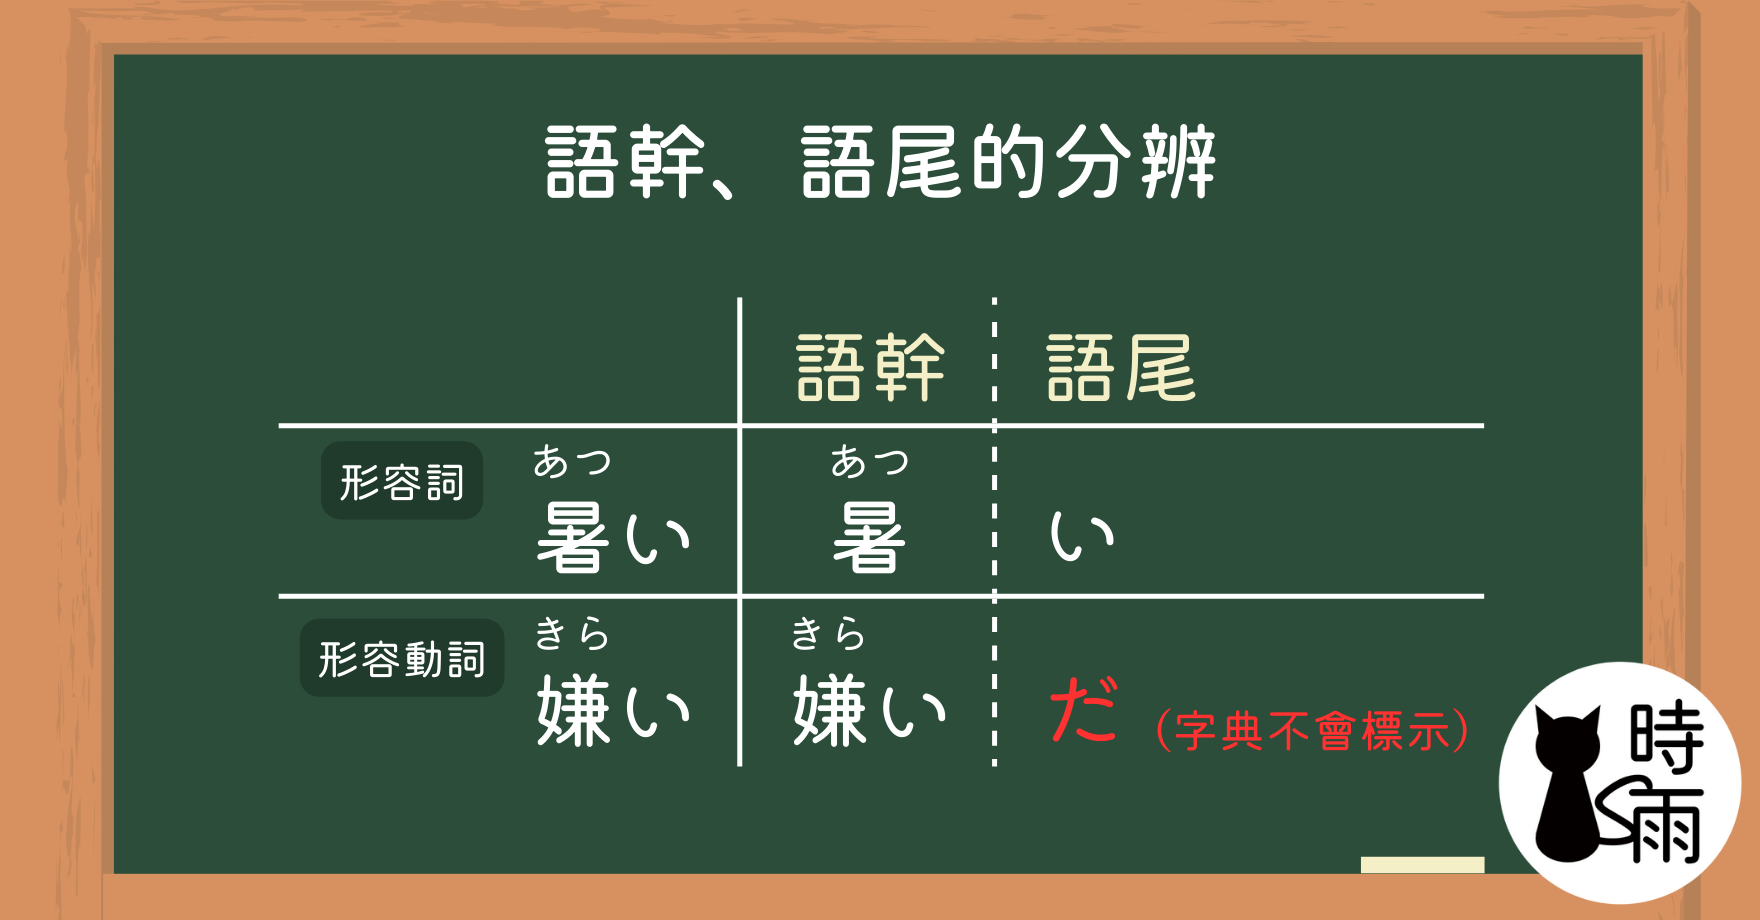 語幹、語尾的分辨
語幹 語尾
あつ あつ
形容詞 暑い 暑 い
きら きら
形容動詞 嫌い 嫌い だ (字典不會標示)
時雨